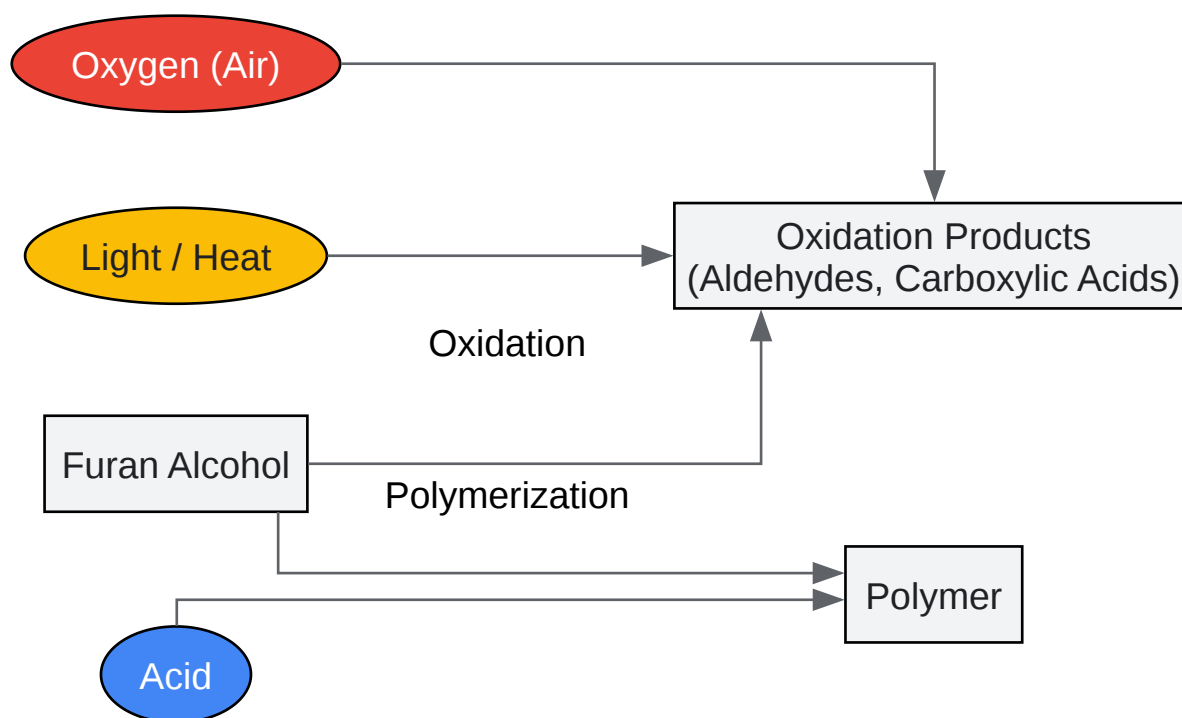 Oxygen (Air)
Light / Heat
Oxidation Products
(Aldehydes, Carboxylic Acids)
Oxidation
Furan Alcohol
Polymerization
Polymer
Acid